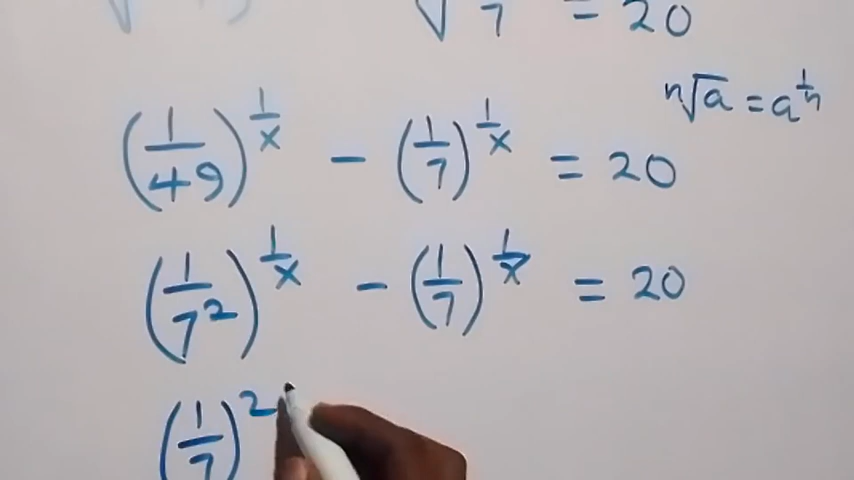 √ 7 = 20
ⁿ√a = a^(1/n)
(1/49)^(1/x) - (1/7)^(1/x) = 20
(1/7²)^(1/x) - (1/7)^(1/x) = 20
(1/7)²